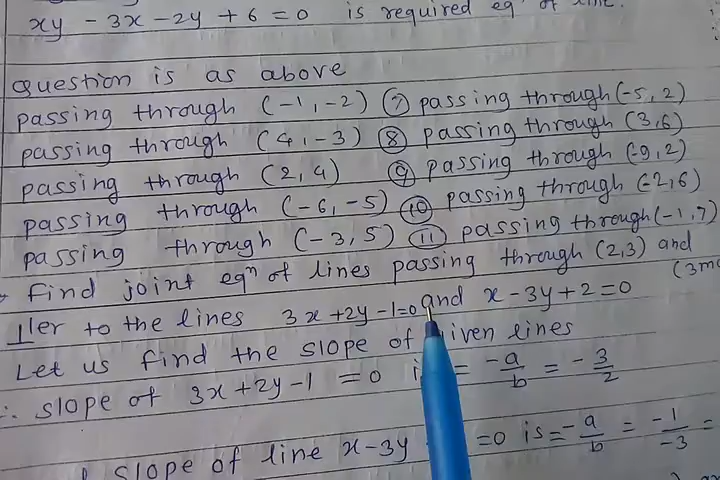 xy - 3x - 2y + 6 = 0 is required eqⁿ of line.
Question is as above
passing through (-1, -2) ⑦ passing through (-5, 2)
passing through (4, -3) ⑧ passing through (3, 6)
passing through (2, 4) ⑨ passing through (-9, 2)
passing through (-6, -5) ⑩ passing through (-2, 6)
passing through (-3, 5) ⑪ passing through (-1, 7)
Find joint eqⁿ of lines passing through (2,3) and
⊥ler to the lines 3x + 2y - 1 = 0 and x - 3y + 2 = 0 (3ma
Let us find the slope of given lines
∴ slope of 3x + 2y - 1 = 0 is = -a/b = -3/2
slope of line x - 3y = 0 is = -a/b = -1/-3 =